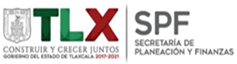 TLX
CONSTRUIR Y CRECER JUNTOS
GOBIERNO DEL ESTADO DE TLAXCALA 2017-2021
SPF
SECRETARÍA DE
PLANEACIÓN Y FINANZAS